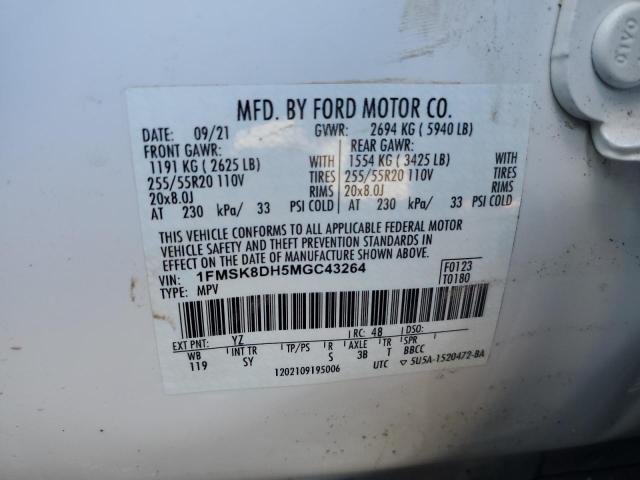 MFD. BY FORD MOTOR CO.
DATE: 09/21 GVWR: 2694 KG ( 5940 LB)
FRONT GAWR: REAR GAWR:
1191 KG ( 2625 LB) WITH 1554 KG ( 3425 LB) WITH
255/55R20 110V TIRES 255/55R20 110V TIRES
20x8.0J RIMS 20x8.0J RIMS
AT 230 kPa/ 33 PSI COLD AT 230 kPa/ 33 PSI COLD
THIS VEHICLE CONFORMS TO ALL APPLICABLE FEDERAL MOTOR
VEHICLE SAFETY, BUMPER, AND THEFT PREVENTION STANDARDS IN
EFFECT ON THE DATE OF MANUFACTURE SHOWN ABOVE.
VIN: 1FMSK8DH5MGC43264 F0123
TYPE: MPV T0180
EXT PNT: YZ RC: 48 DSO:
WB INT TR TP/PS R AXLE TR SPR
119 SY S 3B T BBCC
1202109195006 UTC ▽ 5U5A-1520472-BA